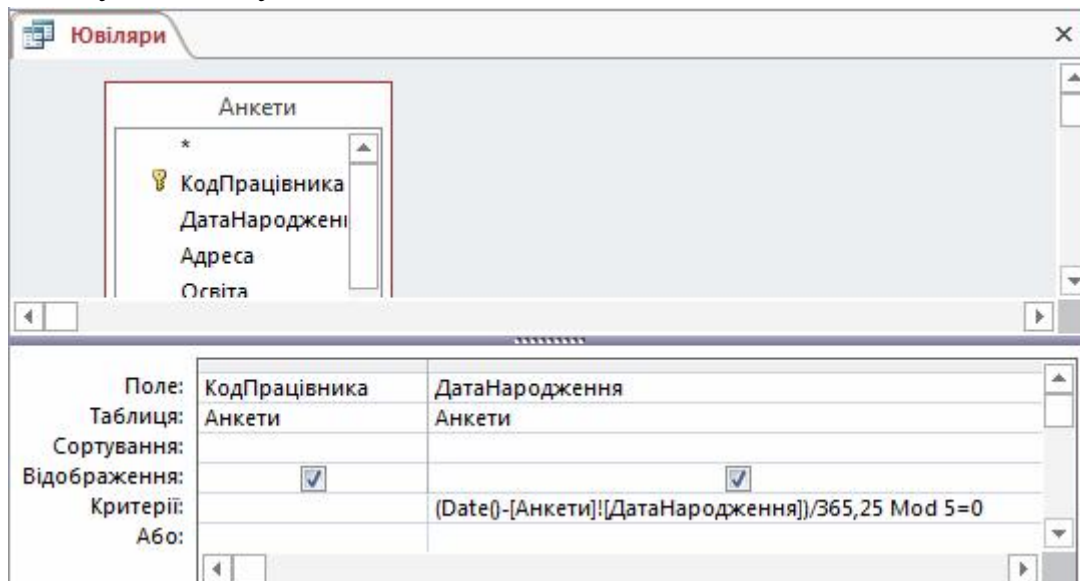 Ювіляри
Анкети
*
КодПрацівника
ДатаНароджен
Адреса
Освіта
Поле: КодПрацівника ДатаНародження
Таблиця: Анкети Анкети
Сортування:
Відображення:
Критерії: (Date()-[Анкети]![ДатаНародження])/365,25 Mod 5=0
Або: